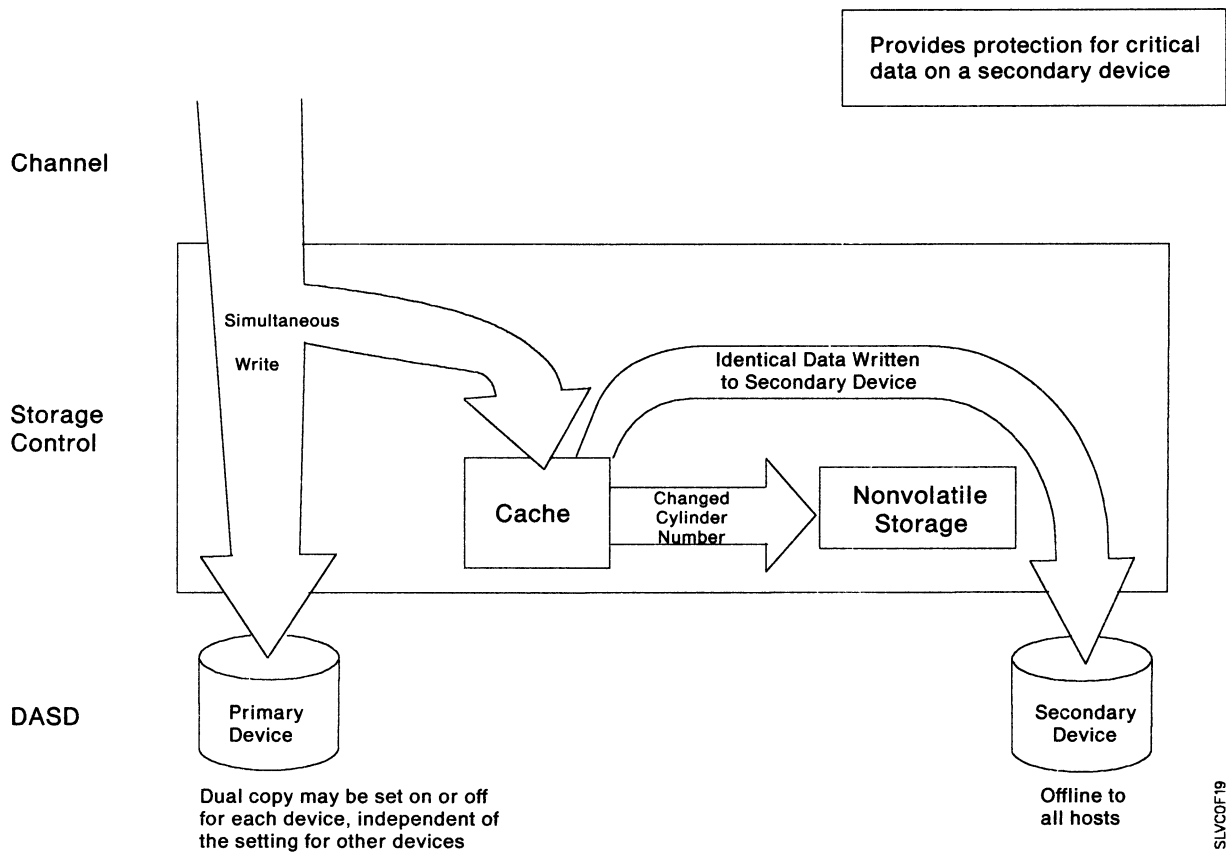 Provides protection for critical
data on a secondary device
Channel
Simultaneous
Write
Identical Data Written
to Secondary Device
Storage
Control
Cache
Changed
Cylinder
Number
Nonvolatile
Storage
DASD
Primary
Device
Secondary
Device
Dual copy may be set on or off
for each device, independent of
the setting for other devices
Offline to
all hosts
SLVC0F19